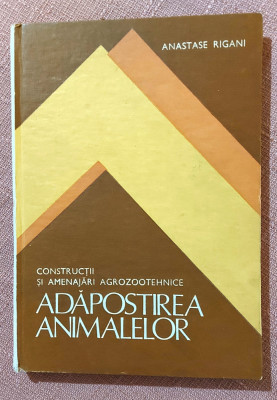 ANASTASE RIGANI
CONSTRUCȚII
ȘI AMENAJĂRI AGROZOOTEHNICE
ADĂPOSTIREA
ANIMALELOR